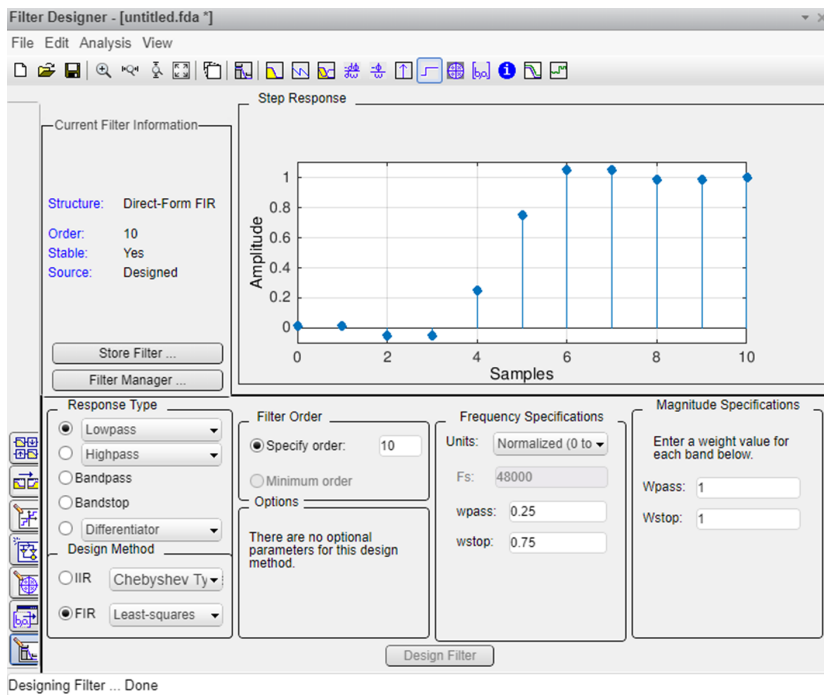 Filter Designer - [untitled.fda *]
File Edit Analysis View
Current Filter Information
Structure: Direct-Form FIR
Order: 10
Stable: Yes
Source: Designed
Store Filter ...
Filter Manager ...
Step Response
1
0.8
0.6
0.4
0.2
0
Amplitude
0 2 4 6 8 10
Samples
Response Type
Lowpass
Highpass
Bandpass
Bandstop
Differentiator
Design Method
IIR Chebyshev Ty
FIR Least-squares
Filter Order
Specify order: 10
Minimum order
Options
There are no optional
parameters for this design
method.
Frequency Specifications
Units: Normalized (0 to
Fs: 48000
wpass: 0.25
wstop: 0.75
Magnitude Specifications
Enter a weight value for
each band below.
Wpass: 1
Wstop: 1
Design Filter
Designing Filter ... Done